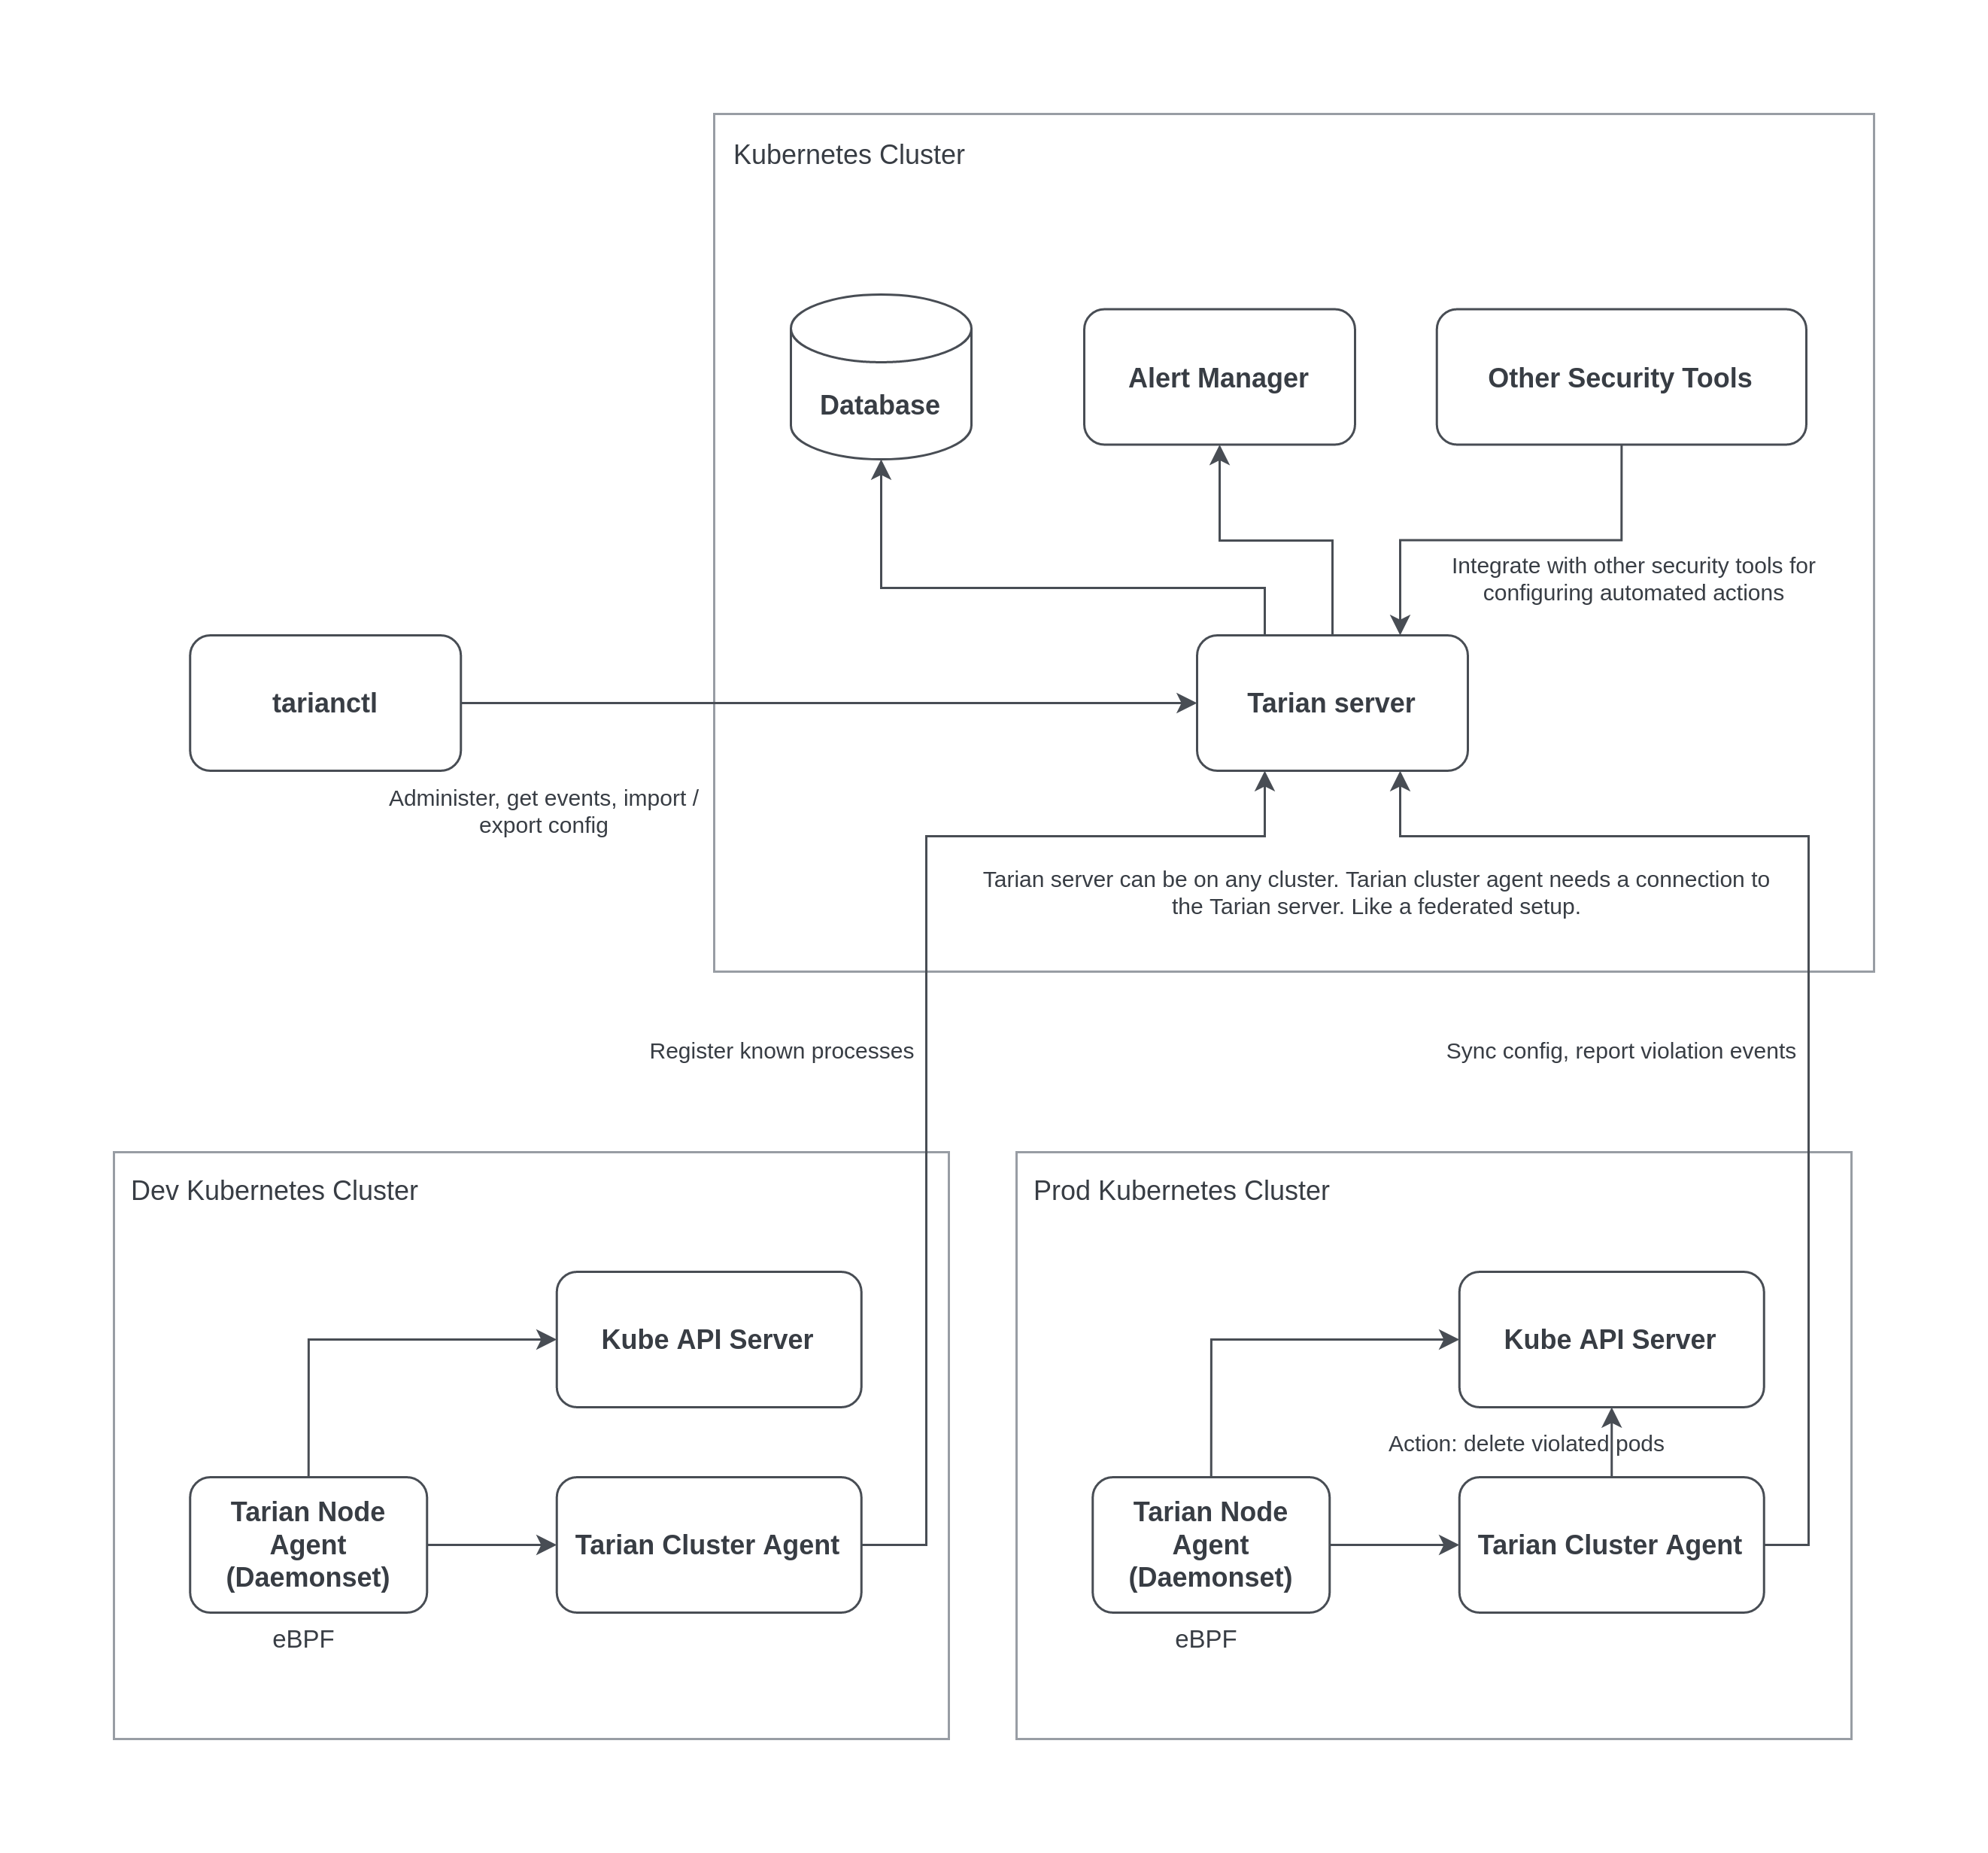 Kubernetes Cluster
Database
Alert Manager
Other Security Tools
Integrate with other security tools for
configuring automated actions
tarianctl
Tarian server
Administer, get events, import /
export config
Tarian server can be on any cluster. Tarian cluster agent needs a connection to
the Tarian server. Like a federated setup.
Register known processes
Sync config, report violation events
Dev Kubernetes Cluster
Kube API Server
Tarian Node
Agent
(Daemonset)
Tarian Cluster Agent
eBPF
Prod Kubernetes Cluster
Kube API Server
Action: delete violated pods
Tarian Node
Agent
(Daemonset)
Tarian Cluster Agent
eBPF